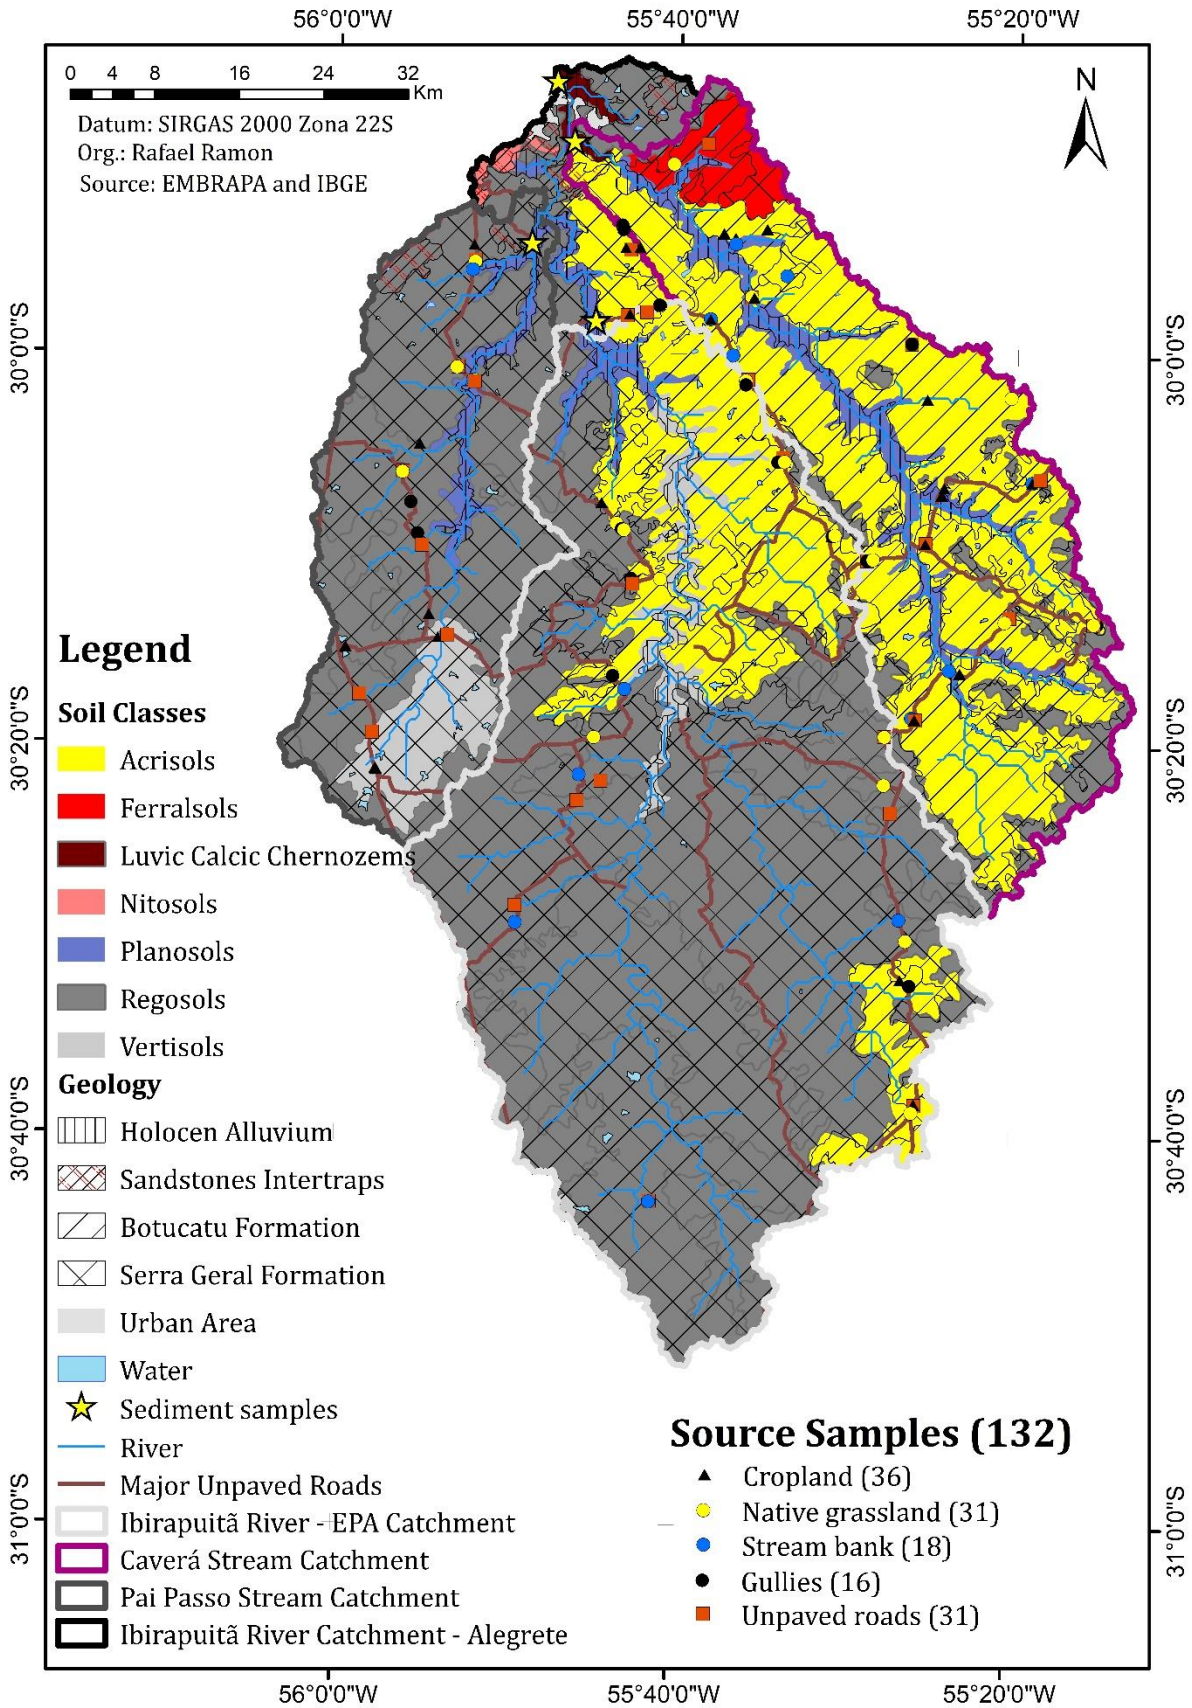 56°0'0"W 55°40'0"W 55°20'0"W
0 4 8 16 24 32
Km
N
Datum: SIRGAS 2000 Zona 22S
Org.: Rafael Ramon
Source: EMBRAPA and IBGE
30°0'0"S 30°0'0"S
30°20'0"S 30°20'0"S
30°40'0"S 30°40'0"S
31°0'0"S 31°0'0"S
Legend
Soil Classes
Acrisols
Ferralsols
Luvic Calcic Chernozems
Nitosols
Planosols
Regosols
Vertisols
Geology
Holocen Alluvium
Sandstones Intertraps
Botucatu Formation
Serra Geral Formation
Urban Area
Water
Sediment samples
River
Major Unpaved Roads
Ibirapuitã River - EPA Catchment
Caverá Stream Catchment
Pai Passo Stream Catchment
Ibirapuitã River Catchment - Alegrete
Source Samples (132)
Cropland (36)
Native grassland (31)
Stream bank (18)
Gullies (16)
Unpaved roads (31)
56°0'0"W 55°40'0"W 55°20'0"W